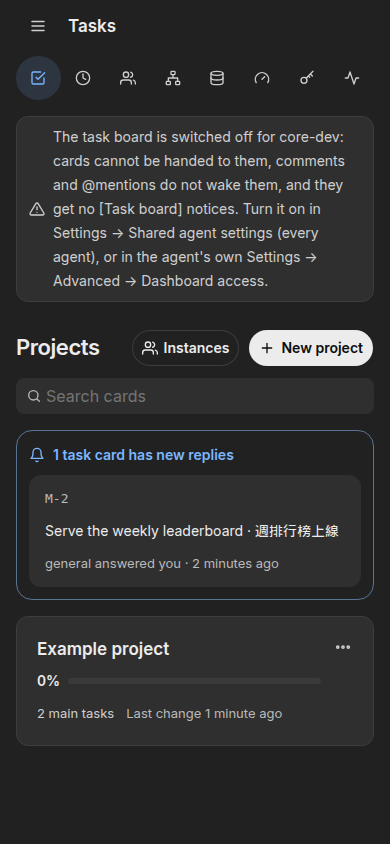 Tasks
The task board is switched off for core-dev:
cards cannot be handed to them, comments
and @mentions do not wake them, and they
get no [Task board] notices. Turn it on in
Settings → Shared agent settings (every
agent), or in the agent's own Settings →
Advanced → Dashboard access.
Projects
Instances
New project
Search cards
1 task card has new replies
M-2
Serve the weekly leaderboard · 週排行榜上線
general answered you · 2 minutes ago
Example project
0%
2 main tasks Last change 1 minute ago